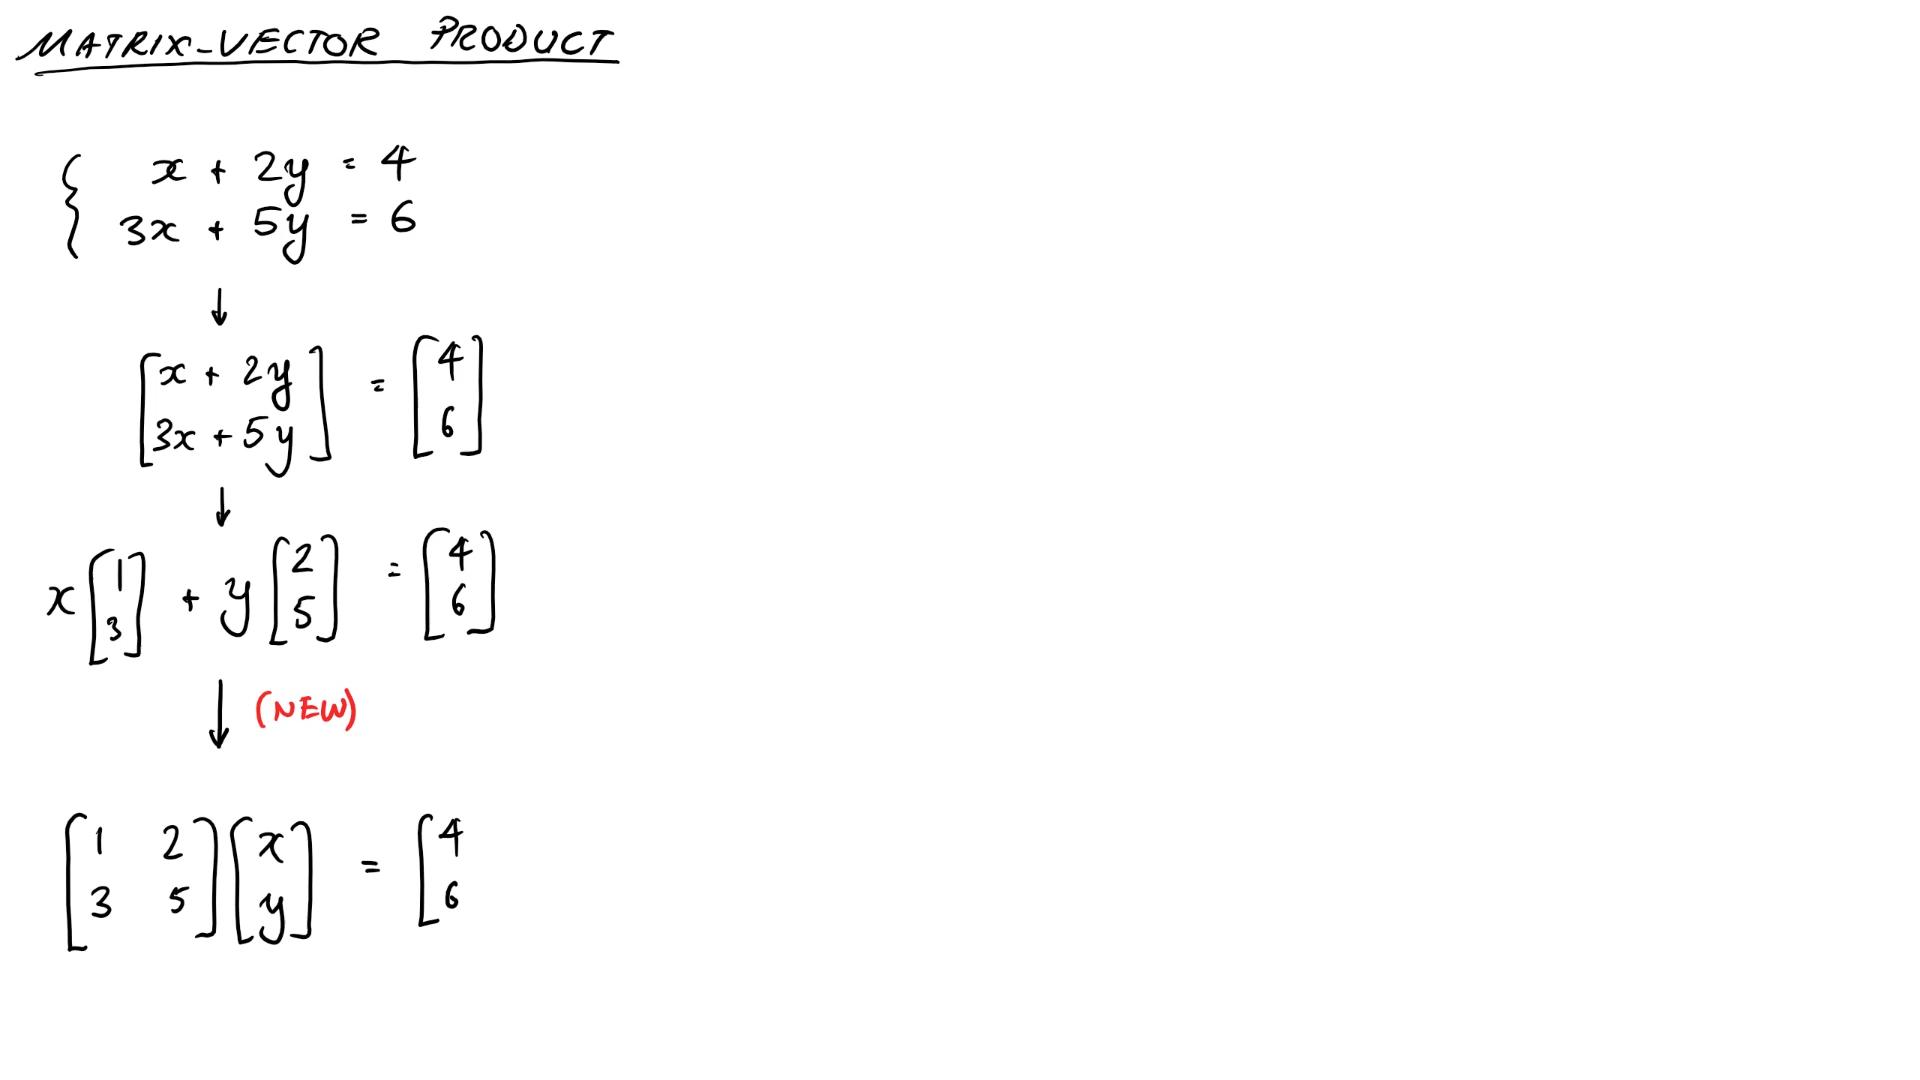 MATRIX-VECTOR PRODUCT
{ x + 2y = 4
3x + 5y = 6
↓
[x + 2y] = [4]
[3x + 5y] [6]
↓
x [1 3] + y [2 5] = [4 6]
↓ (NEW)
[1 2] [x] = [4
[3 5] [y] [6